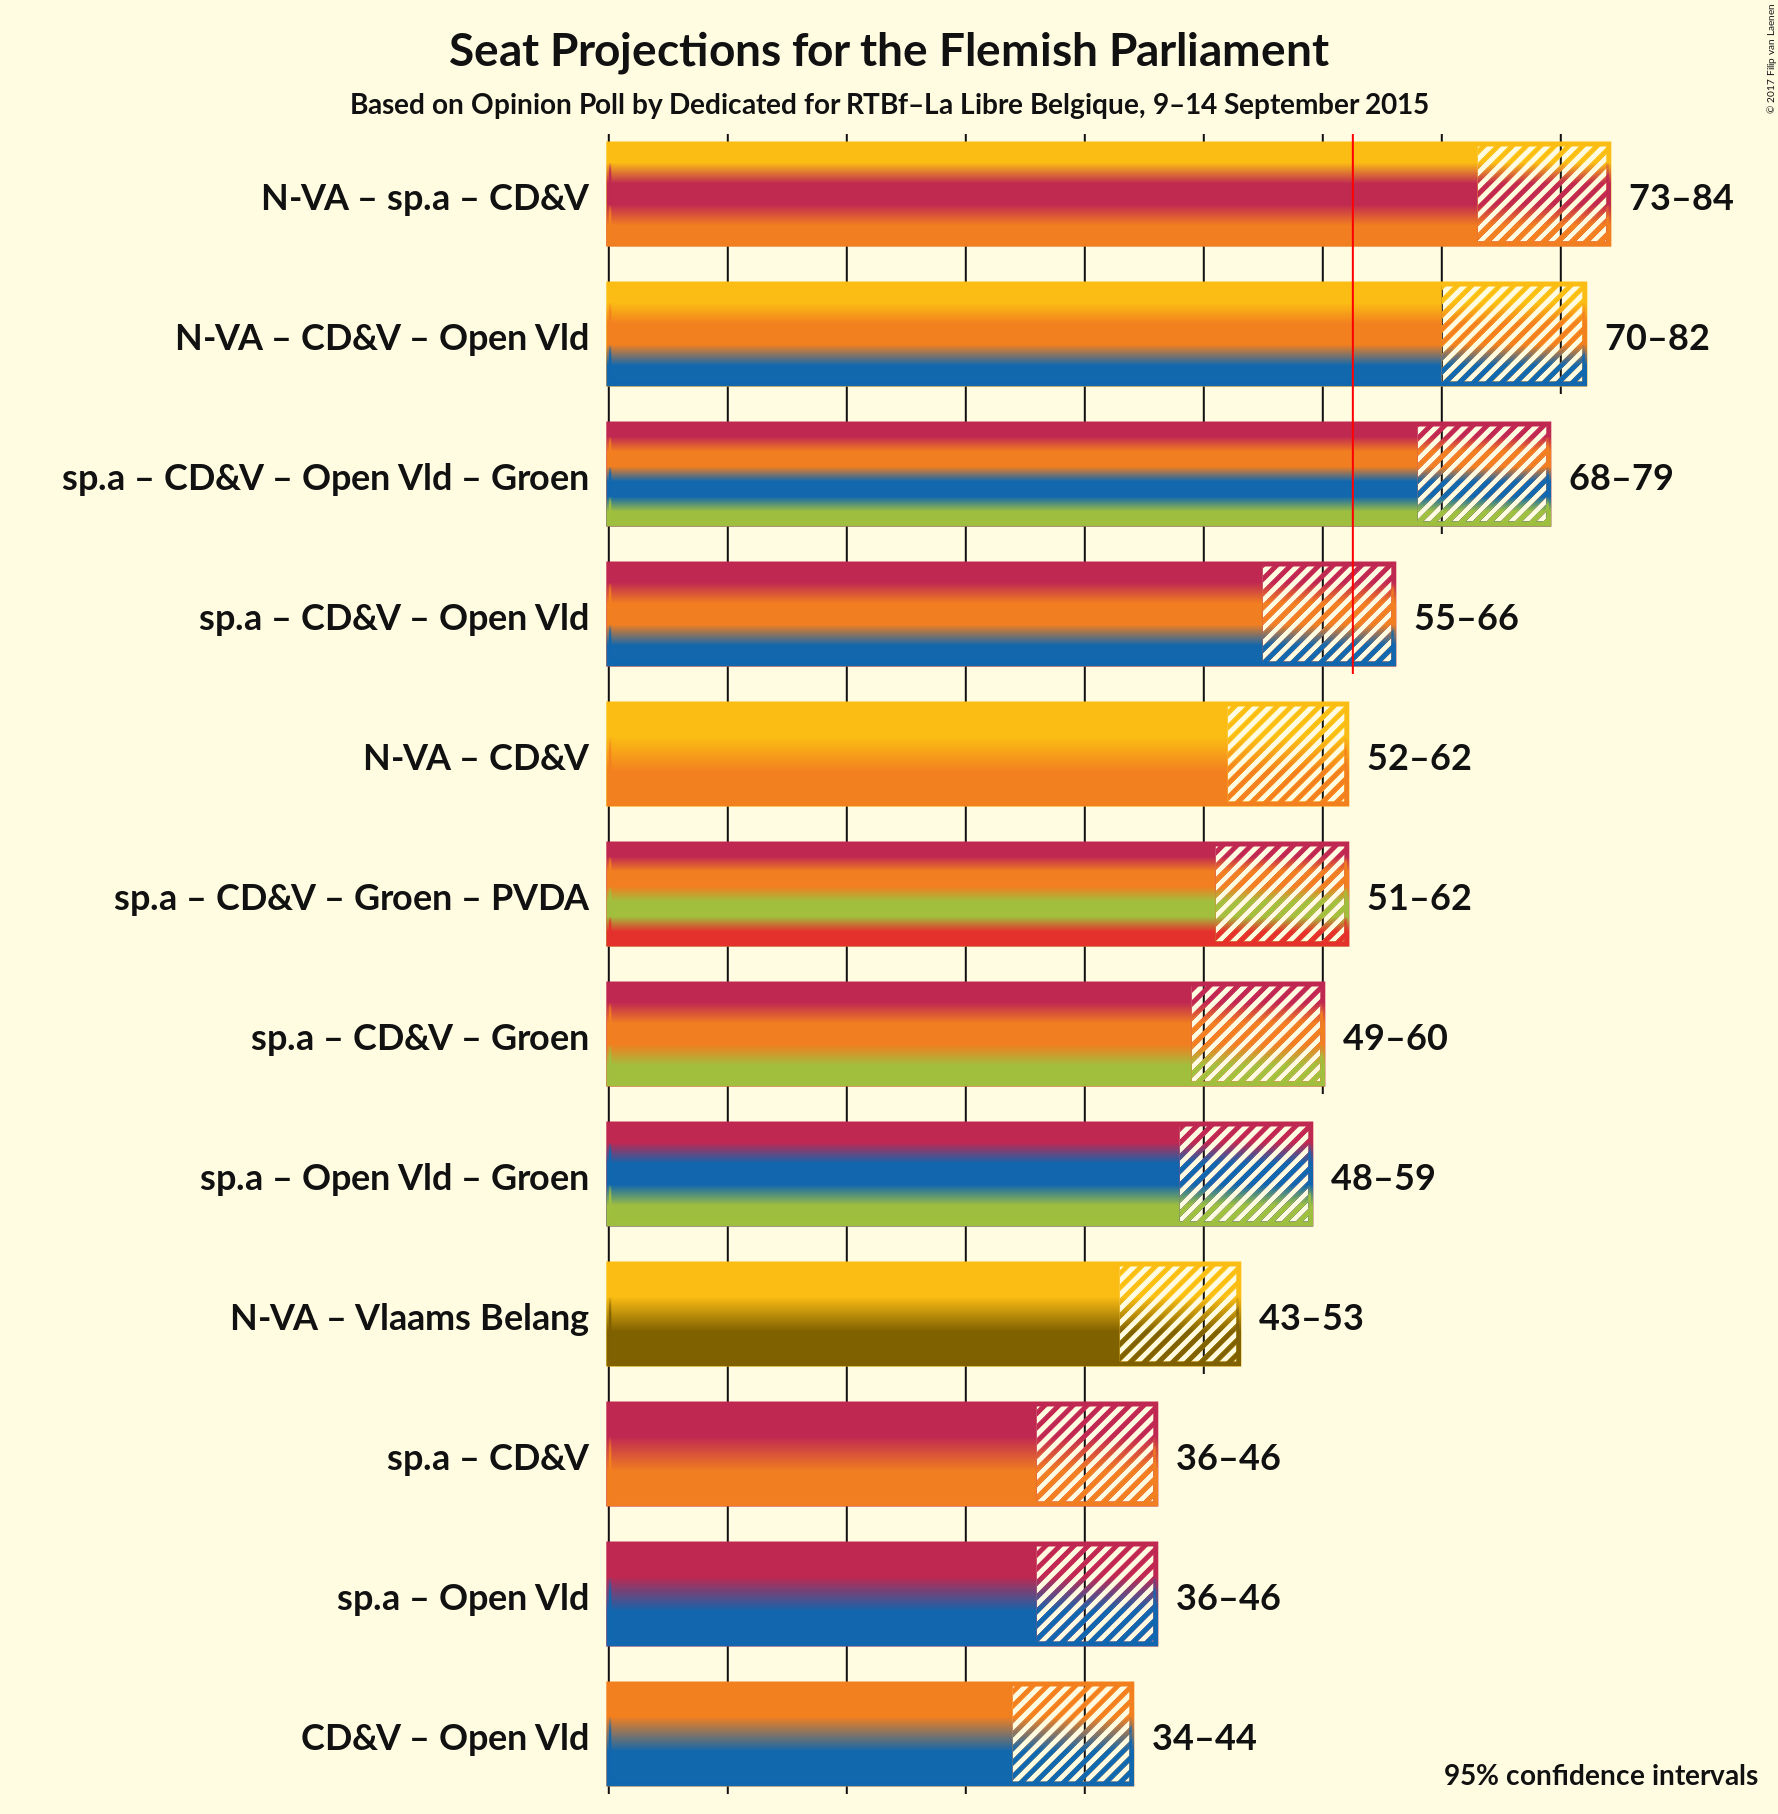 Seat Projections for the Flemish Parliament
Based on Opinion Poll by Dedicated for RTBf–La Libre Belgique, 9–14 September 2015
© 2017 Filip van Laenen
N-VA – sp.a – CD&V 73–84
N-VA – CD&V – Open Vld 70–82
sp.a – CD&V – Open Vld – Groen 68–79
sp.a – CD&V – Open Vld 55–66
N-VA – CD&V 52–62
sp.a – CD&V – Groen – PVDA 51–62
sp.a – CD&V – Groen 49–60
sp.a – Open Vld – Groen 48–59
N-VA – Vlaams Belang 43–53
sp.a – CD&V 36–46
sp.a – Open Vld 36–46
CD&V – Open Vld 34–44
95% confidence intervals